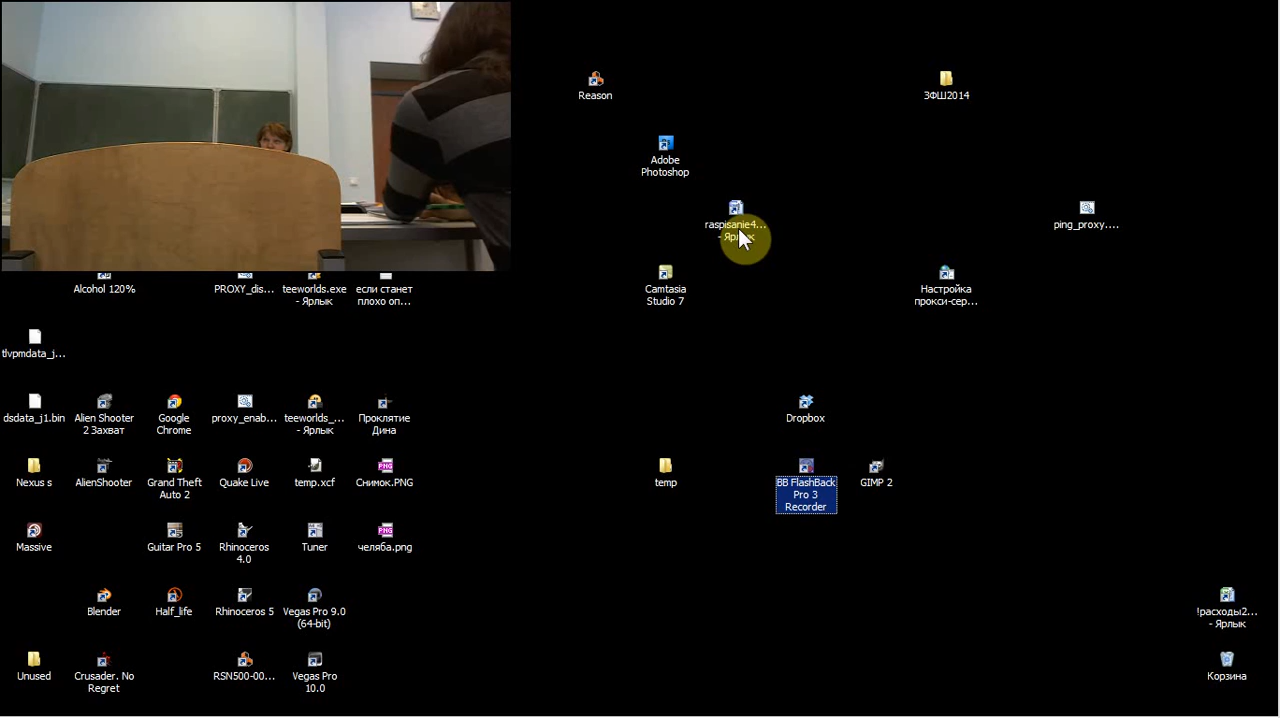 Reason
ЗФШ2014
Adobe
Photoshop
raspisanie4...
- Ярлык
ping_proxy....
Camtasia
Studio 7
Настройка
прокси-сер...
Alcohol 120%
PROXY_dis...
teeworlds.exe
- Ярлык
если станет
плохо оп...
tlvpmdata_j...
dsdata_j1.bin
Alien Shooter
2 Захват
Google
Chrome
proxy_enab...
teeworlds_...
- Ярлык
Проклятие
Дина
Dropbox
Nexus s
AlienShooter
Grand Theft
Auto 2
Quake Live
temp.xcf
PNG
Снимок.PNG
temp
BB FlashBack
Pro 3
Recorder
GIMP 2
Massive
Guitar Pro 5
Rhinoceros
4.0
Tuner
PNG
челяба.png
Blender
Half_life
Rhinoceros 5
Vegas Pro 9.0
(64-bit)
!расходы2...
- Ярлык
Unused
Crusader. No
Regret
RSN500-00...
Vegas Pro
10.0
Корзина